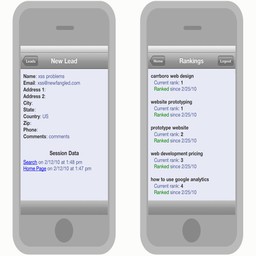 Leads
New Lead
Name: xss problems
Email: xss@newfangled.com
Address 1:
Address 2:
City:
State:
Country: US
Zip:
Phone:
Comments: comments
Session Data
Search on 2/12/10 at 1:48 pm
Home Page on 2/12/10 at 1:47 pm
Home
Rankings
Logout
carrboro web design
Current rank: 1
Ranked since 2/25/10
website prototyping
Current rank: 1
Ranked since 2/25/10
prototype website
Current rank: 2
Ranked since 2/25/10
web development pricing
Current rank: 3
Ranked since 2/25/10
how to use google analytics
Current rank: 4
Ranked since 2/25/10